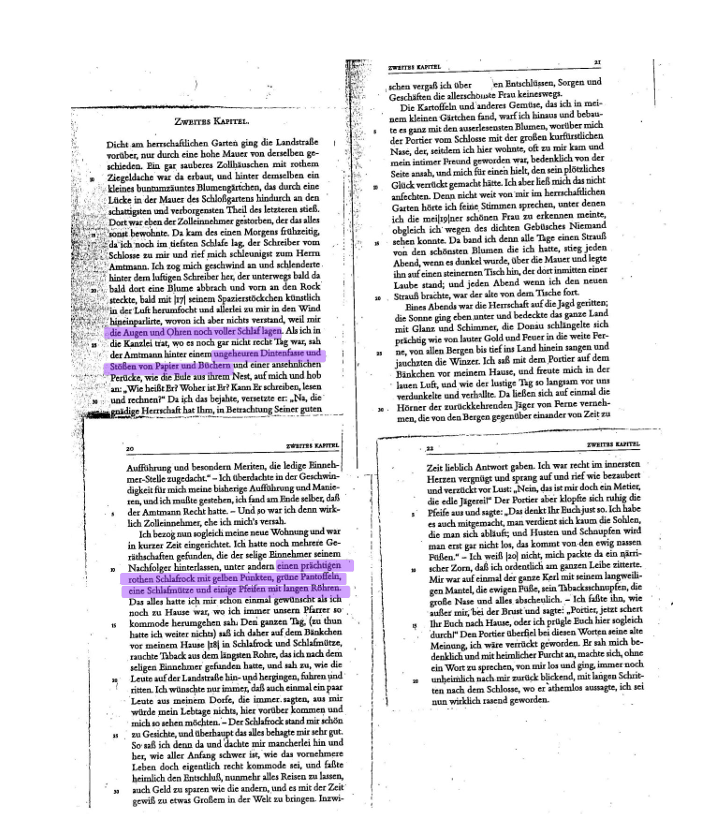 ZWEITES KAPITEL.
Dicht am herrschaftlichen Garten ging die Landstraße
vorüber, nur durch eine hohe Mauer von derselben ge-
schieden. Ein gar sauberes Zollhäuschen mit rothem
Ziegeldache war da erbaut, und hinter demselben ein
kleines buntumzäuntes Blumengärtchen, das durch eine
Lücke in der Mauer des Schloßgartens hindurch an den
schattigsten und verborgensten Theil des letzteren stieß.
Dort war eben der Zolleinnehmer gestorben, der das alles
sonst bewohnte. Da kam des einen Morgens frühzeitig,
da ich noch im tiefsten Schlafe lag, der Schreiber vom
Schlosse zu mir und rief mich schleunigst zum Herrn
Amtmann. Ich zog mich geschwind an und schlenderte
hinter dem luftigen Schreiber her, der unterwegs bald da
bald dort eine Blume abbrach und vorn an den Rock
steckte, bald mit |17| seinem Spazierstöckchen künstlich
in der Luft herumfocht und allerlei zu mir in den Wind
hineinparlirte, wovon ich aber nichts verstand, weil mir
die Augen und Ohren noch voller Schlaf lagen. Als ich in
die Kanzlei trat, wo es noch gar nicht recht Tag war, sah
der Amtmann hinter einem ungeheuren Dintenfasse und
Stößen von Papier und Büchern und einer ansehnlichen
Perücke, wie die Eule aus ihrem Nest, auf mich und hob
an: „Wie heißt Er? Woher ist Er? Kann Er schreiben, lesen
und rechnen?“ Da ich das bejahte, versetzte er: „Na, die
gnädige Herrschaft hat Ihm, in Betrachtung Seiner guten
20 ZWEITES KAPITEL
Aufführung und besondern Meriten, die ledige Einneh-
mer-Stelle zugedacht.“ – Ich überdachte in der Geschwin-
digkeit für mich meine bisherige Aufführung und Manie-
ren, und ich mußte gestehen, ich fand am Ende selber, daß
der Amtmann Recht hatte. – Und so war ich denn wirk-
lich Zolleinnehmer, ehe ich mich's versah.
Ich bezog nun sogleich meine neue Wohnung und war
in kurzer Zeit eingerichtet. Ich hatte noch mehrere Ge-
räthschaften gefunden, die der selige Einnehmer seinem
Nachfolger hinterlassen, unter andern einen prächtigen
rothen Schlafrock mit gelben Punkten, grüne Pantoffeln,
eine Schlafmütze und einige Pfeifen mit langen Röhren.
Das alles hatte ich mir schon einmal gewünscht als ich
noch zu Hause war, wo ich immer unsern Pfarrer so
15 kommode herumgehen sah. Den ganzen Tag, (zu thun
hatte ich weiter nichts) saß ich daher auf dem Bänkchen
vor meinem Hause |18| in Schlafrock und Schlafmütze,
rauchte Taback aus dem längsten Rohre, das ich nach dem
seligen Einnehmer gefunden hatte, und sah zu, wie die
20 Leute auf der Landstraße hin- und hergingen, fuhren und
ritten. Ich wünschte nur immer, daß auch einmal ein paar
Leute aus meinem Dorfe, die immer sagten, aus mir
würde mein Lebtage nichts, hier vorüber kommen und
mich so sehen möchten. – Der Schlafrock stand mir schön
25 zu Gesichte, und überhaupt das alles behagte mir sehr gut.
So saß ich denn da und dachte mir mancherlei hin und
her, wie aller Anfang schwer ist, wie das vornehmere
Leben doch eigentlich recht kommode sei, und faßte
heimlich den Entschluß, nunmehr alles Reisen zu lassen,
30 auch Geld zu sparen wie die andern, und es mit der Zeit
gewiß zu etwas Großem in der Welt zu bringen. Inzwi-
ZWEITES KAPITEL 21
schen vergaß ich über en Entschlüssen, Sorgen und
Geschäften die allerschönste Frau keineswegs.
Die Kartoffeln und anderes Gemüse, das ich in mei-
nem kleinen Gärtchen fand, warf ich hinaus und bebau-
5 te es ganz mit den auserlesensten Blumen, worüber mich
der Portier vom Schlosse mit der großen kurfürstlichen
Nase, der, seitdem ich hier wohnte, oft zu mir kam und
mein intimer Freund geworden war, bedenklich von der
Seite ansah, und mich für einen hielt, den sein plötzliches
10 Glück verrückt gemacht hätte. Ich aber ließ mich das nicht
anfechten. Denn nicht weit von mir im herrschaftlichen
Garten hörte ich feine Stimmen sprechen, unter denen
ich die mei|19|ner schönen Frau zu erkennen meinte,
obgleich ich wegen des dichten Gebüsches Niemand
15 sehen konnte. Da band ich denn alle Tage einen Strauß
von den schönsten Blumen die ich hatte, stieg jeden
Abend, wenn es dunkel wurde, über die Mauer und legte
ihn auf einen steinernen Tisch hin, der dort inmitten einer
Laube stand; und jeden Abend wenn ich den neuen
20 Strauß brachte, war der alte von dem Tische fort.
Eines Abends war die Herrschaft auf die Jagd geritten;
die Sonne ging eben unter und bedeckte das ganze Land
mit Glanz und Schimmer, die Donau schlängelte sich
prächtig wie von lauter Gold und Feuer in die weite Fer-
25 ne, von allen Bergen bis tief ins Land hinein sangen und
jauchzten die Winzer. Ich saß mit dem Portier auf dem
Bänkchen vor meinem Hause, und freute mich in der
lauen Luft, und wie der lustige Tag so langsam vor uns
verdunkelte und verhallte. Da ließen sich auf einmal die
30 Hörner der zurückkehrenden Jäger von Ferne verneh-
men, die von den Bergen gegenüber einander von Zeit zu
22 ZWEITES KAPITEL
Zeit lieblich Antwort gaben. Ich war recht im innersten
Herzen vergnügt und sprang auf und rief wie bezaubert
und verzückt vor Lust: „Nein, das ist mir doch ein Metier,
die edle Jägerei!“ Der Portier aber klopfte sich ruhig die
5 Pfeife aus und sagte: „Das denkt Ihr Euch just so. Ich habe
es auch mitgemacht, man verdient sich kaum die Sohlen,
die man sich abläuft; und Husten und Schnupfen wird
man erst gar nicht los, das kommt von den ewig nassen
Füßen.“ – Ich weiß |20| nicht, mich packte da ein närri-
scher Zorn, daß ich ordentlich am ganzen Leibe zitterte.
Mir war auf einmal der ganze Kerl mit seinem langweili-
gen Mantel, die ewigen Füße, sein Tabacksschnupfen, die
große Nase und alles abscheulich. – Ich faßte ihn, wie
außer mir, bei der Brust und sagte: „Portier, jetzt schert
15 Ihr Euch nach Hause, oder ich prügle Euch hier sogleich
durch!“ Den Portier überfiel bei diesen Worten seine alte
Meinung, ich wäre verrückt geworden. Er sah mich be-
denklich und mit heimlicher Furcht an, machte sich, ohne
ein Wort zu sprechen, von mir los und ging, immer noch
20 unheimlich nach mir zurück blickend, mit langen Schrit-
ten nach dem Schlosse, wo er athemlos aussagte, ich sei
nun wirklich rasend geworden.